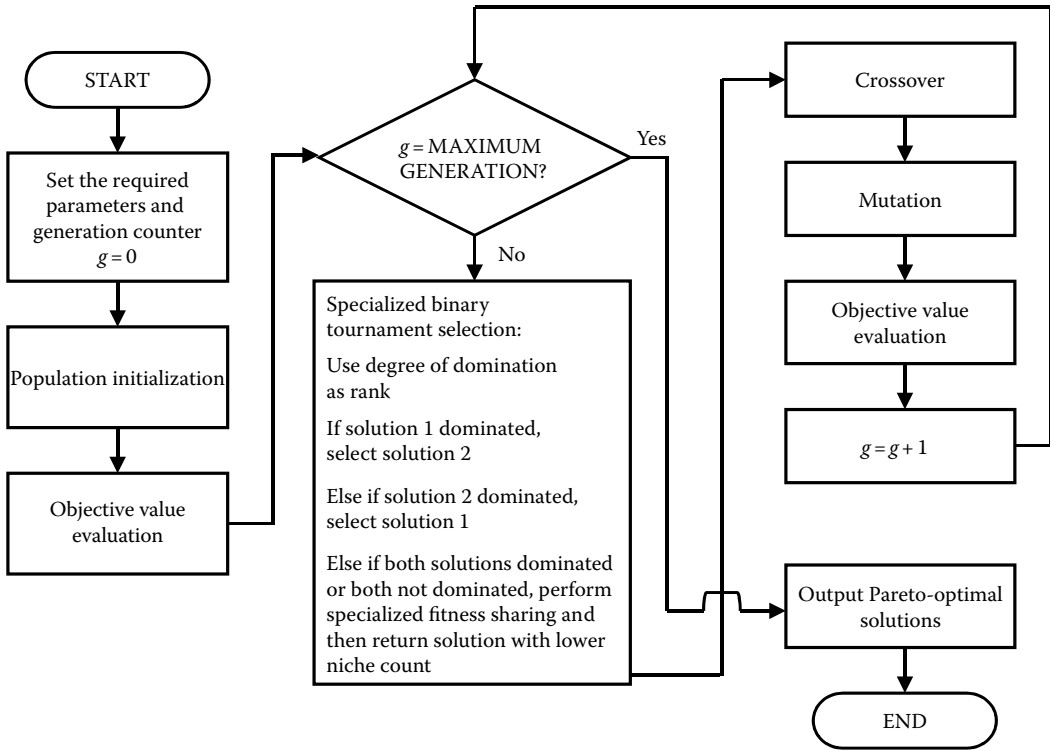 START
Set the required
parameters and
generation counter
g = 0
Population initialization
Objective value
evaluation
g = MAXIMUM
GENERATION?
Yes
No
Specialized binary
tournament selection:
Use degree of domination
as rank
If solution 1 dominated,
select solution 2
Else if solution 2 dominated,
select solution 1
Else if both solutions dominated
or both not dominated, perform
specialized fitness sharing and
then return solution with lower
niche count
Crossover
Mutation
Objective value
evaluation
g = g + 1
Output Pareto-optimal
solutions
END